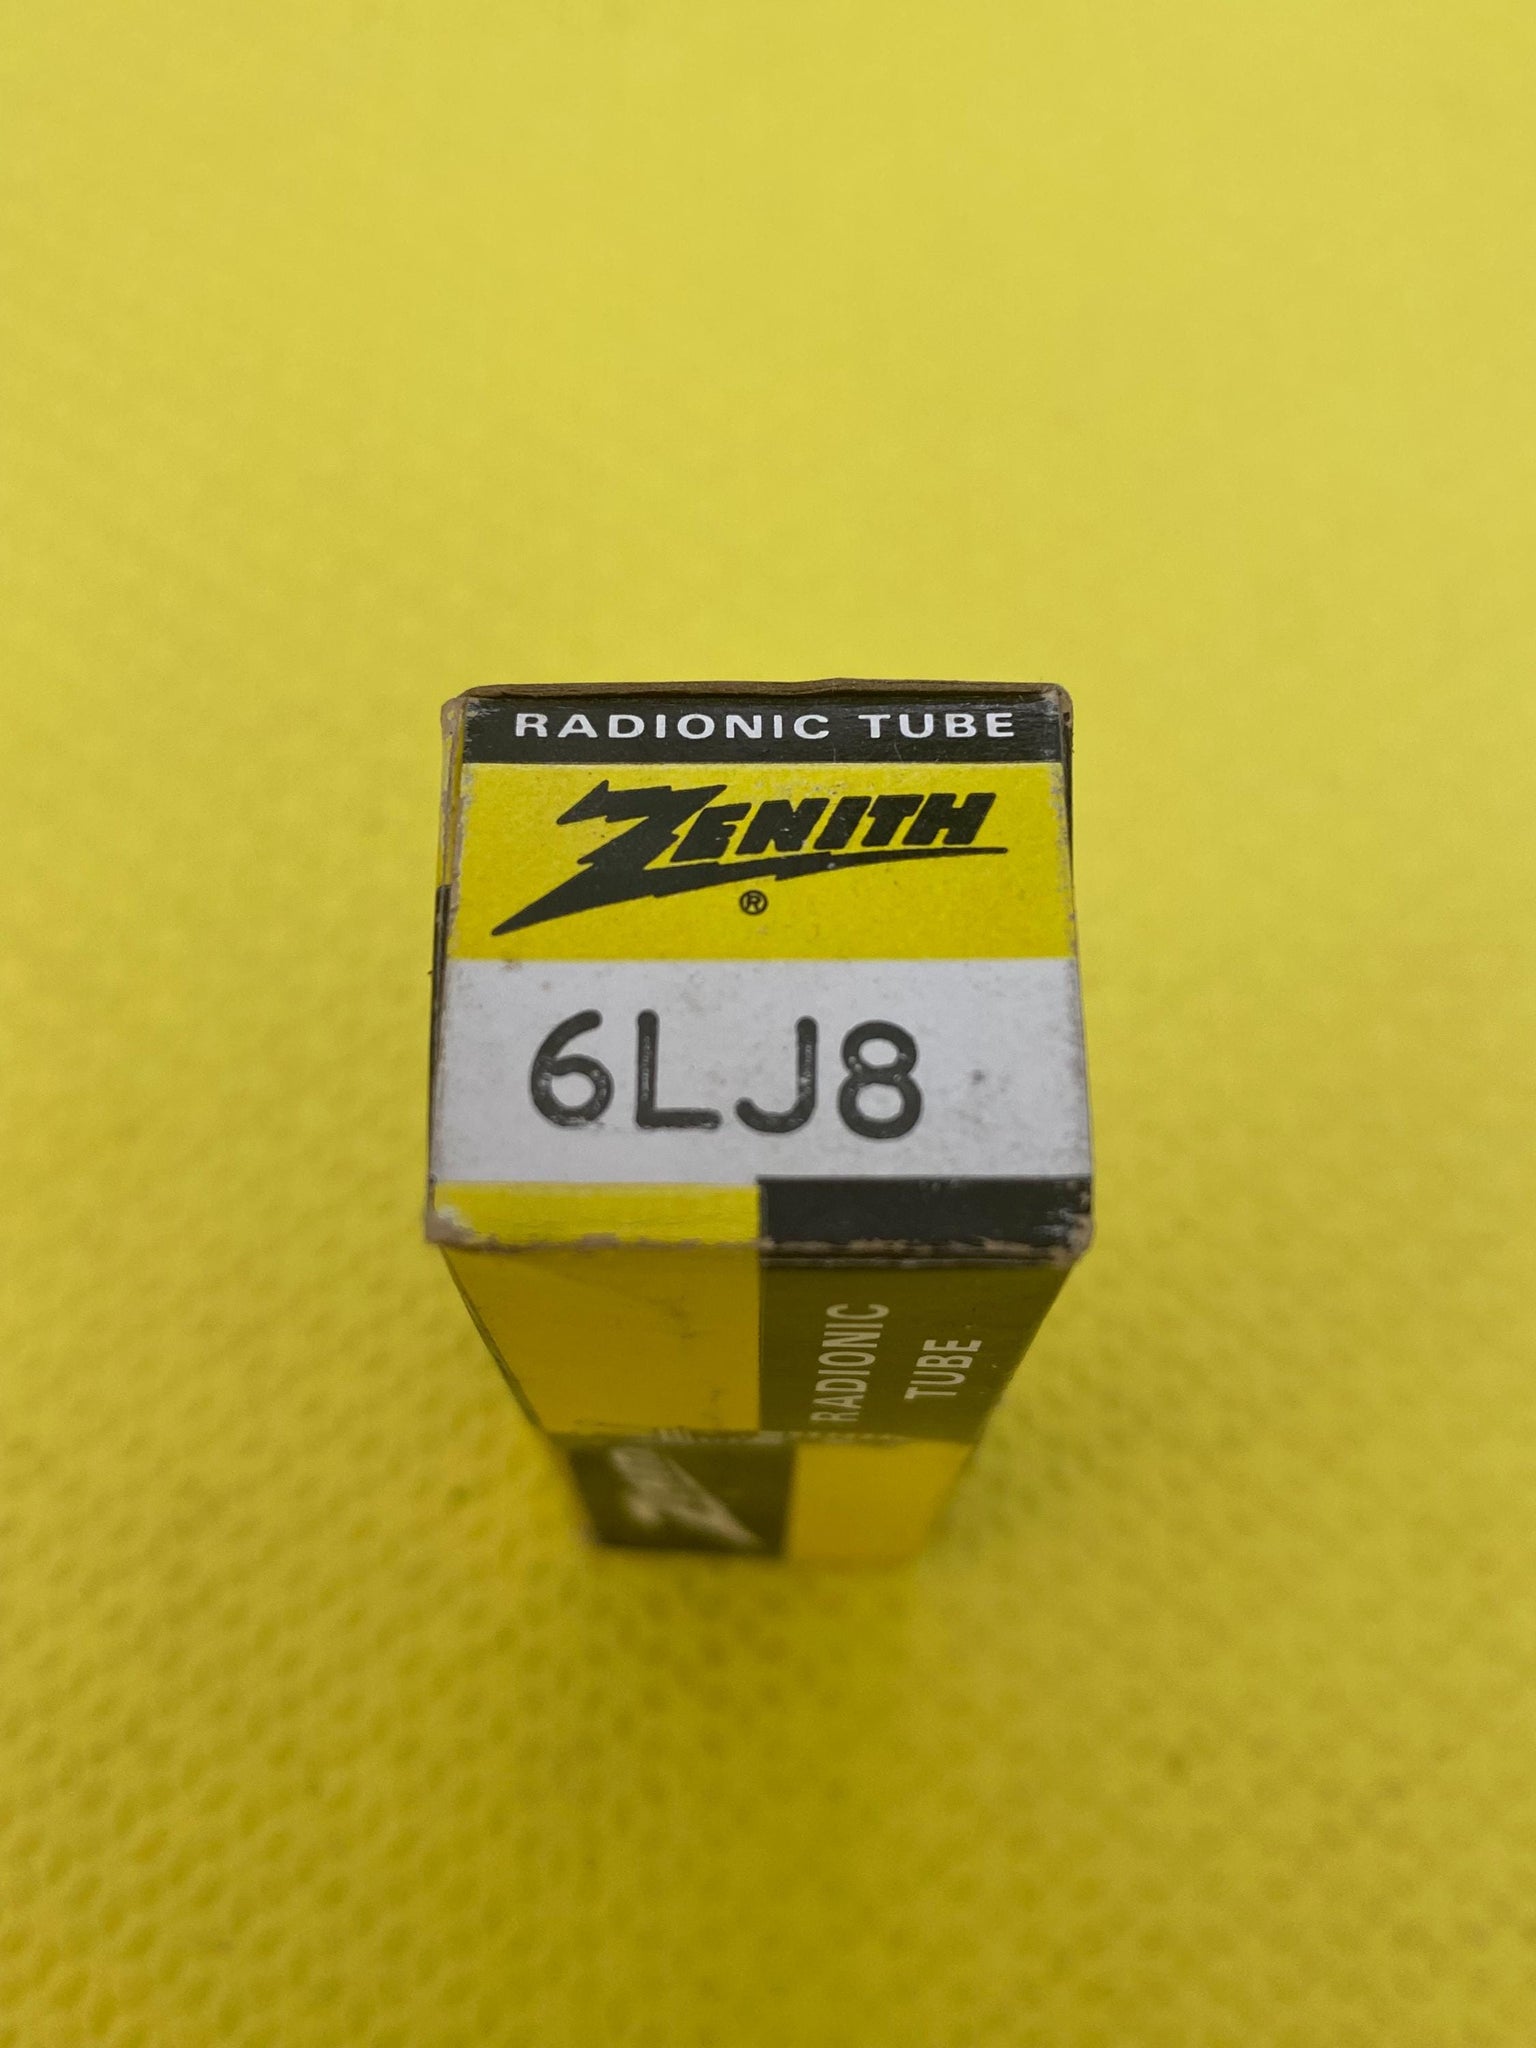 RADIONIC TUBE
ZENITH
®
6LJ8
RADIONIC
TUBE